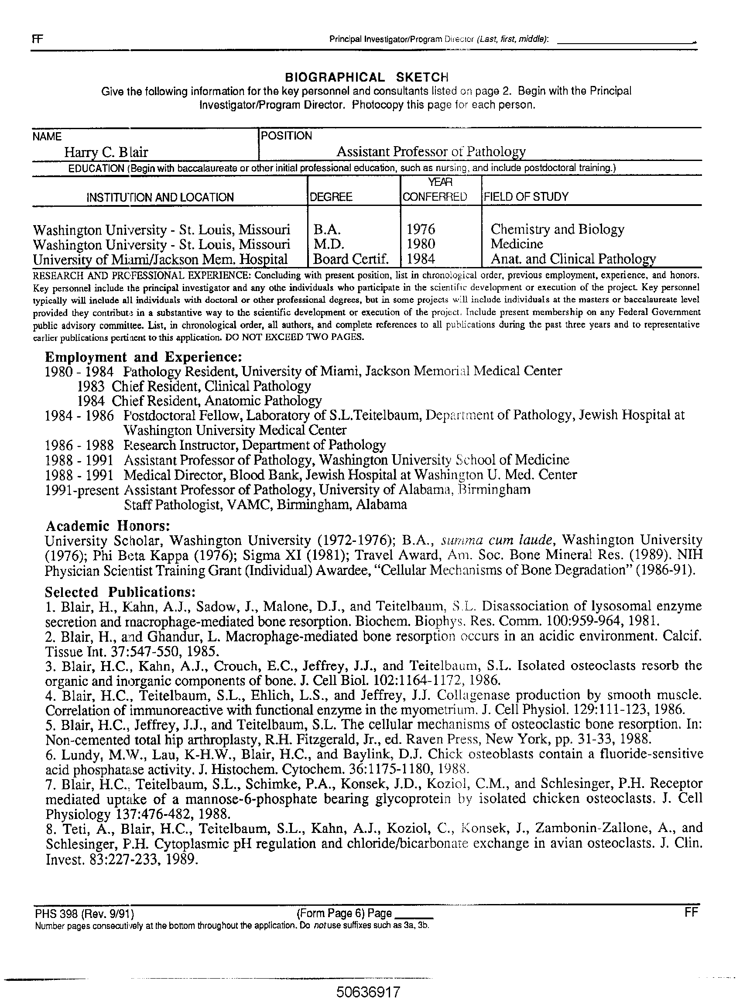 FF
Principal Investigator/Program Director (Last, first, middle):
BIOGRAPHICAL SKETCH
Give the following information for the key personnel and consultants listed on page 2. Begin with the Principal
Investigator/Program Director. Photocopy this page for each person.
NAME
POSITION
Harry C. Blair
Assistant Professor of Pathology
EDUCATION (Begin with baccalaureate or other initial professional education, such as nursing, and include postdoctoral training.)
INSTITUTION AND LOCATION
DEGREE
YEAR
CONFERRED
FIELD OF STUDY
Washington University - St. Louis, Missouri B.A. 1976 Chemistry and Biology
Washington University - St. Louis, Missouri M.D. 1980 Medicine
University of Miami/Jackson Mem. Hospital Board Certif. 1984 Anat. and Clinical Pathology
RESEARCH AND PROFESSIONAL EXPERIENCE: Concluding with present position, list in chronological order, previous employment, experience, and honors.
Key personnel include the principal investigator and any othe individuals who participate in the scientific development or execution of the project. Key personnel
typically will include all individuals with doctoral or other professional degrees, but in some projects will include individuals at the masters or baccalaureate level
provided they contribute in a substantive way to the scientific development or execution of the project. Include present membership on any Federal Government
public advisory committee. List, in chronological order, all authors, and complete references to all publications during the past three years and to representative
earlier publications pertinent to this application. DO NOT EXCEED TWO PAGES.
Employment and Experience:
1980 - 1984 Pathology Resident, University of Miami, Jackson Memorial Medical Center
1983 Chief Resident, Clinical Pathology
1984 Chief Resident, Anatomic Pathology
1984 - 1986 Postdoctoral Fellow, Laboratory of S.L.Teitelbaum, Department of Pathology, Jewish Hospital at
Washington University Medical Center
1986 - 1988 Research Instructor, Department of Pathology
1988 - 1991 Assistant Professor of Pathology, Washington University School of Medicine
1988 - 1991 Medical Director, Blood Bank, Jewish Hospital at Washington U. Med. Center
1991-present Assistant Professor of Pathology, University of Alabama, Birmingham
Staff Pathologist, VAMC, Birmingham, Alabama
Academic Honors:
University Scholar, Washington University (1972-1976); B.A., summa cum laude, Washington University
(1976); Phi Beta Kappa (1976); Sigma XI (1981); Travel Award, Am. Soc. Bone Mineral Res. (1989). NIH
Physician Scientist Training Grant (Individual) Awardee, "Cellular Mechanisms of Bone Degradation" (1986-91).
Selected Publications:
1. Blair, H., Kahn, A.J., Sadow, J., Malone, D.J., and Teitelbaum, S.L. Disassociation of lysosomal enzyme
secretion and macrophage-mediated bone resorption. Biochem. Biophys. Res. Comm. 100:959-964, 1981.
2. Blair, H., and Ghandur, L. Macrophage-mediated bone resorption occurs in an acidic environment. Calcif.
Tissue Int. 37:547-550, 1985.
3. Blair, H.C., Kahn, A.J., Crouch, E.C., Jeffrey, J.J., and Teitelbaum, S.L. Isolated osteoclasts resorb the
organic and inorganic components of bone. J. Cell Biol. 102:1164-1172, 1986.
4. Blair, H.C., Teitelbaum, S.L., Ehlich, L.S., and Jeffrey, J.J. Collagenase production by smooth muscle.
Correlation of immunoreactive with functional enzyme in the myometrium. J. Cell Physiol. 129:111-123, 1986.
5. Blair, H.C., Jeffrey, J.J., and Teitelbaum, S.L. The cellular mechanisms of osteoclastic bone resorption. In:
Non-cemented total hip arthroplasty, R.H. Fitzgerald, Jr., ed. Raven Press, New York, pp. 31-33, 1988.
6. Lundy, M.W., Lau, K-H.W., Blair, H.C., and Baylink, D.J. Chick osteoblasts contain a fluoride-sensitive
acid phosphatase activity. J. Histochem. Cytochem. 36:1175-1180, 1988.
7. Blair, H.C., Teitelbaum, S.L., Schimke, P.A., Konsek, J.D., Koziol, C.M., and Schlesinger, P.H. Receptor
mediated uptake of a mannose-6-phosphate bearing glycoprotein by isolated chicken osteoclasts. J. Cell
Physiology 137:476-482, 1988.
8. Teti, A., Blair, H.C., Teitelbaum, S.L., Kahn, A.J., Koziol, C., Konsek, J., Zambonin-Zallone, A., and
Schlesinger, P.H. Cytoplasmic pH regulation and chloride/bicarbonate exchange in avian osteoclasts. J. Clin.
Invest. 83:227-233, 1989.
PHS 398 (Rev. 9/91) (Form Page 6) Page FF
Number pages consecutively at the bottom throughout the application. Do not use suffixes such as 3a, 3b.
50636917